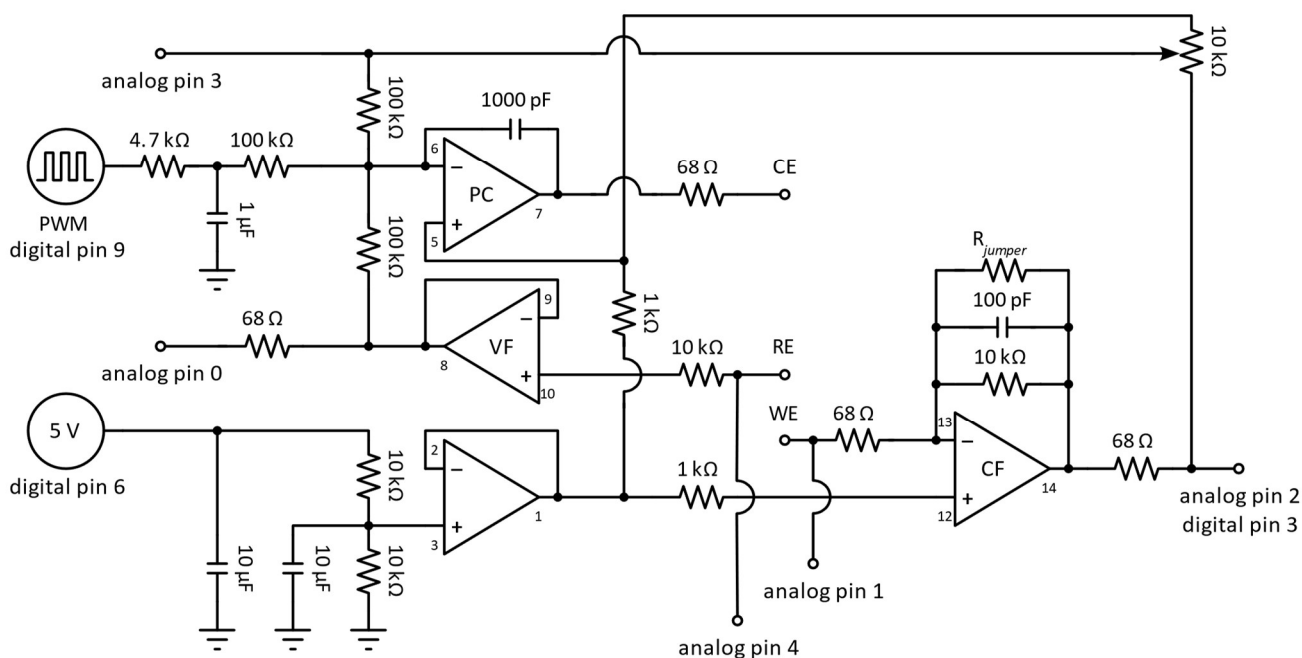 10 kΩ
analog pin 3
100 kΩ
1000 pF
4.7 kΩ
100 kΩ
6
−
PC
7
+
5
68 Ω
CE
PWM
digital pin 9
1 µF
100 kΩ
R jumper
100 pF
10 kΩ
9
−
VF
8
+
10
1 kΩ
68 Ω
analog pin 0
10 kΩ
RE
WE
68 Ω
13
−
CF
14
+
12
68 Ω
5 V
digital pin 6
10 kΩ
2
−
1
+
3
1 kΩ
analog pin 2
digital pin 3
10 µF
10 µF
10 kΩ
analog pin 1
analog pin 4